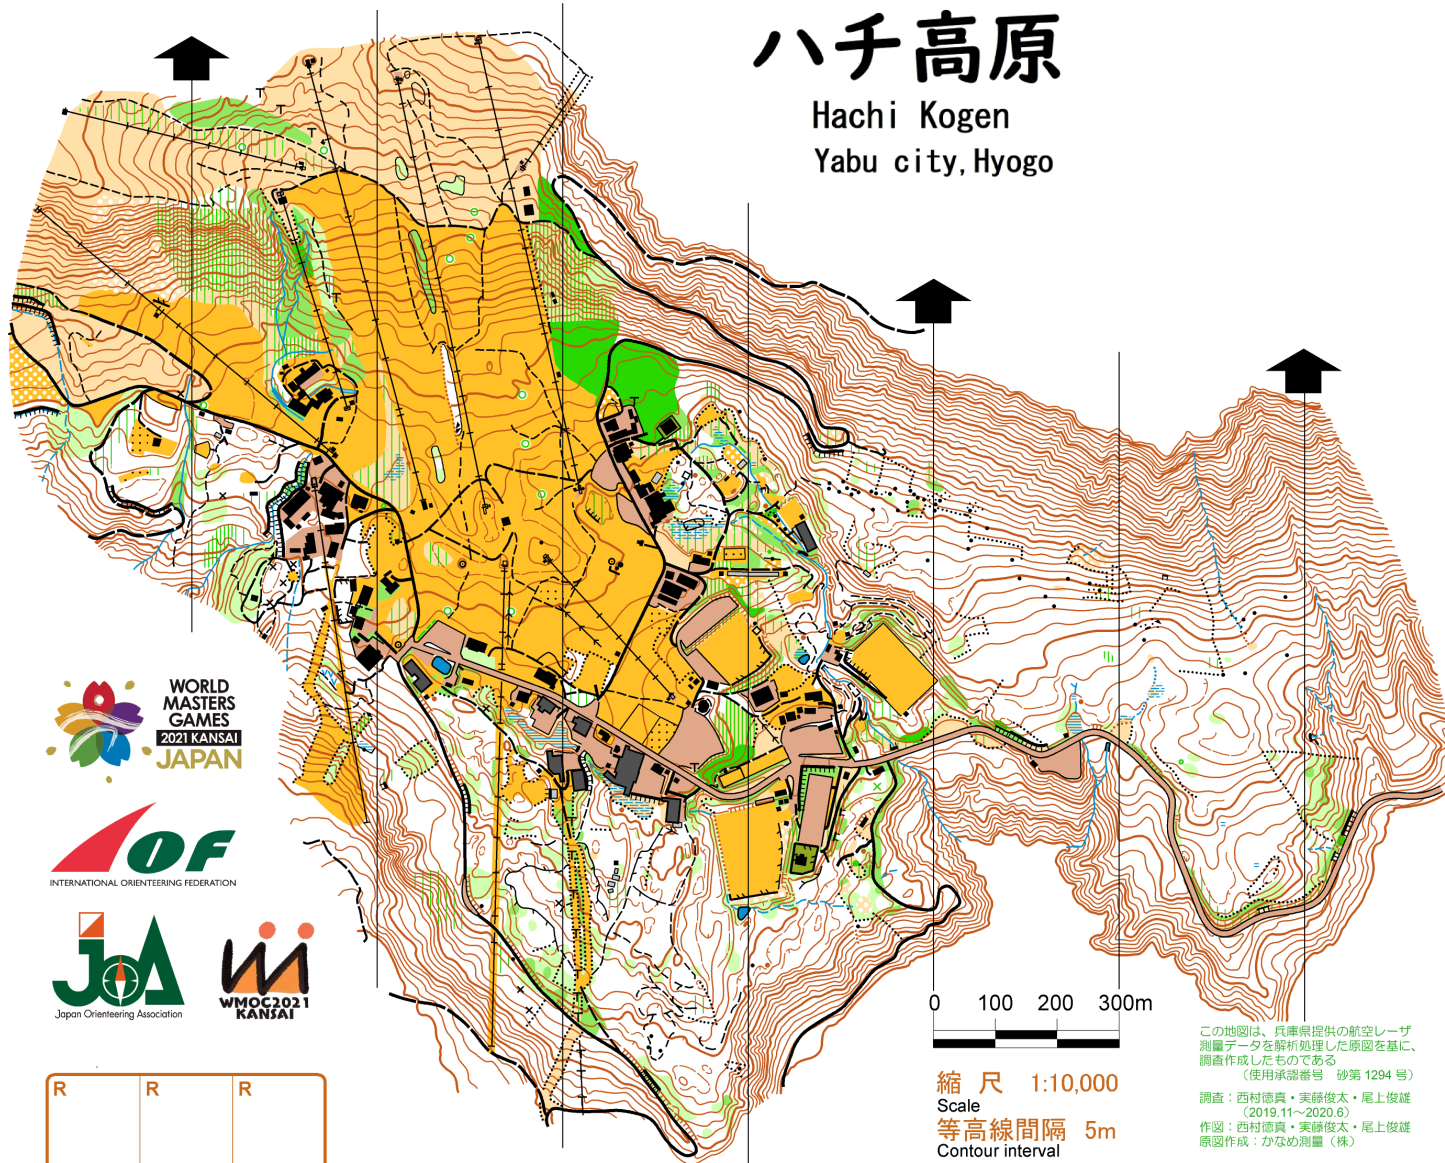 ハチ高原
Hachi Kogen
Yabu city, Hyogo
WORLD
MASTERS
GAMES
2021 KANSAI
JAPAN
IOF
INTERNATIONAL ORIENTEERING FEDERATION
JOA
Japan Orienteering Association
WMOC2021
KANSAI
R R R
0 100 200 300m
縮 尺 1:10,000
Scale
等高線間隔 5m
Contour interval
この地図は、兵庫県提供の航空レーザ
測量データを解析処理した原図を基に、
調査作成したものである
（使用承認番号 砂第 1294 号）
調査：西村徳真・実藤俊太・尾上俊雄
（2019.11～2020.6）
作図：西村徳真・実藤俊太・尾上俊雄
原図作成：かなめ測量（株）